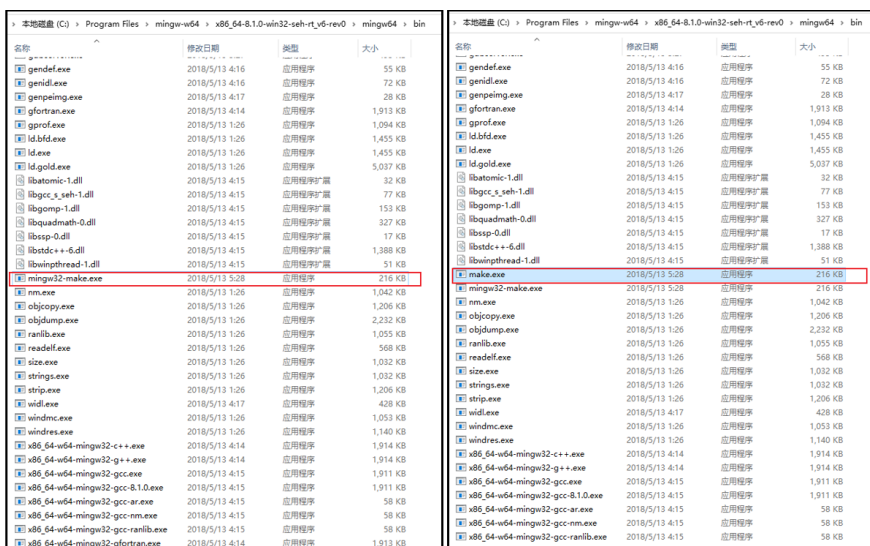 › 本地磁盘 (C:) › Program Files › mingw-w64 › x86_64-8.1.0-win32-seh-rt_v6-rev0 › mingw64 › bin
名称 修改日期 类型 大小
gendef.exe 2018/5/13 4:16 应用程序 55 KB
genidl.exe 2018/5/13 4:16 应用程序 72 KB
genpeimg.exe 2018/5/13 4:17 应用程序 28 KB
gfortran.exe 2018/5/13 4:14 应用程序 1,913 KB
gprof.exe 2018/5/13 1:26 应用程序 1,094 KB
ld.bfd.exe 2018/5/13 1:26 应用程序 1,455 KB
ld.exe 2018/5/13 1:26 应用程序 1,455 KB
ld.gold.exe 2018/5/13 1:26 应用程序 5,037 KB
libatomic-1.dll 2018/5/13 4:15 应用程序扩展 32 KB
libgcc_s_seh-1.dll 2018/5/13 4:15 应用程序扩展 77 KB
libgomp-1.dll 2018/5/13 4:15 应用程序扩展 153 KB
libquadmath-0.dll 2018/5/13 4:15 应用程序扩展 327 KB
libssp-0.dll 2018/5/13 4:15 应用程序扩展 17 KB
libstdc++-6.dll 2018/5/13 4:15 应用程序扩展 1,388 KB
libwinpthread-1.dll 2018/5/13 4:15 应用程序扩展 51 KB
mingw32-make.exe 2018/5/13 5:28 应用程序 216 KB
nm.exe 2018/5/13 1:26 应用程序 1,042 KB
objcopy.exe 2018/5/13 1:26 应用程序 1,206 KB
objdump.exe 2018/5/13 1:26 应用程序 2,232 KB
ranlib.exe 2018/5/13 1:26 应用程序 1,055 KB
readelf.exe 2018/5/13 1:26 应用程序 568 KB
size.exe 2018/5/13 1:26 应用程序 1,032 KB
strings.exe 2018/5/13 1:26 应用程序 1,032 KB
strip.exe 2018/5/13 1:26 应用程序 1,206 KB
widl.exe 2018/5/13 4:17 应用程序 428 KB
windmc.exe 2018/5/13 1:26 应用程序 1,053 KB
windres.exe 2018/5/13 1:26 应用程序 1,140 KB
x86_64-w64-mingw32-c++.exe 2018/5/13 4:14 应用程序 1,914 KB
x86_64-w64-mingw32-g++.exe 2018/5/13 4:14 应用程序 1,914 KB
x86_64-w64-mingw32-gcc.exe 2018/5/13 4:15 应用程序 1,911 KB
x86_64-w64-mingw32-gcc-8.1.0.exe 2018/5/13 4:15 应用程序 1,911 KB
x86_64-w64-mingw32-gcc-ar.exe 2018/5/13 4:15 应用程序 58 KB
x86_64-w64-mingw32-gcc-nm.exe 2018/5/13 4:15 应用程序 58 KB
x86_64-w64-mingw32-gcc-ranlib.exe 2018/5/13 4:15 应用程序 58 KB
x86_64-w64-mingw32-gfortran.exe 2018/5/13 4:14 应用程序 1,913 KB
› 本地磁盘 (C:) › Program Files › mingw-w64 › x86_64-8.1.0-win32-seh-rt_v6-rev0 › mingw64 › bin
名称 修改日期 类型 大小
gendef.exe 2018/5/13 4:16 应用程序 55 KB
genidl.exe 2018/5/13 4:16 应用程序 72 KB
genpeimg.exe 2018/5/13 4:17 应用程序 28 KB
gfortran.exe 2018/5/13 4:14 应用程序 1,913 KB
gprof.exe 2018/5/13 1:26 应用程序 1,094 KB
ld.bfd.exe 2018/5/13 1:26 应用程序 1,455 KB
ld.exe 2018/5/13 1:26 应用程序 1,455 KB
ld.gold.exe 2018/5/13 1:26 应用程序 5,037 KB
libatomic-1.dll 2018/5/13 4:15 应用程序扩展 32 KB
libgcc_s_seh-1.dll 2018/5/13 4:15 应用程序扩展 77 KB
libgomp-1.dll 2018/5/13 4:15 应用程序扩展 153 KB
libquadmath-0.dll 2018/5/13 4:15 应用程序扩展 327 KB
libssp-0.dll 2018/5/13 4:15 应用程序扩展 17 KB
libstdc++-6.dll 2018/5/13 4:15 应用程序扩展 1,388 KB
libwinpthread-1.dll 2018/5/13 4:15 应用程序扩展 51 KB
make.exe 2018/5/13 5:28 应用程序 216 KB
mingw32-make.exe 2018/5/13 5:28 应用程序 216 KB
nm.exe 2018/5/13 1:26 应用程序 1,042 KB
objcopy.exe 2018/5/13 1:26 应用程序 1,206 KB
objdump.exe 2018/5/13 1:26 应用程序 2,232 KB
ranlib.exe 2018/5/13 1:26 应用程序 1,055 KB
readelf.exe 2018/5/13 1:26 应用程序 568 KB
size.exe 2018/5/13 1:26 应用程序 1,032 KB
strings.exe 2018/5/13 1:26 应用程序 1,032 KB
strip.exe 2018/5/13 1:26 应用程序 1,206 KB
widl.exe 2018/5/13 4:17 应用程序 428 KB
windmc.exe 2018/5/13 1:26 应用程序 1,053 KB
windres.exe 2018/5/13 1:26 应用程序 1,140 KB
x86_64-w64-mingw32-c++.exe 2018/5/13 4:14 应用程序 1,914 KB
x86_64-w64-mingw32-g++.exe 2018/5/13 4:14 应用程序 1,914 KB
x86_64-w64-mingw32-gcc.exe 2018/5/13 4:15 应用程序 1,911 KB
x86_64-w64-mingw32-gcc-8.1.0.exe 2018/5/13 4:15 应用程序 1,911 KB
x86_64-w64-mingw32-gcc-ar.exe 2018/5/13 4:15 应用程序 58 KB
x86_64-w64-mingw32-gcc-nm.exe 2018/5/13 4:15 应用程序 58 KB
x86_64-w64-mingw32-gcc-ranlib.exe 2018/5/13 4:15 应用程序 58 KB